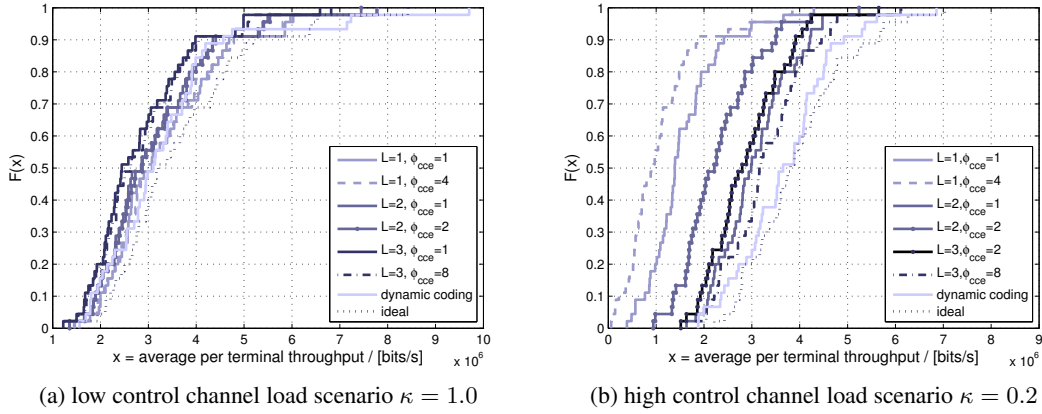 1
0.9
0.8
0.7
0.6
0.5
0.4
0.3
0.2
0.1
0
F(x)
1 2 3 4 5 6 7 8 9 10
x 10^6
x = average per terminal throughput / [bits/s]
L=1, ϕcce=1
L=1, ϕcce=4
L=2, ϕcce=1
L=2, ϕcce=2
L=3, ϕcce=1
L=3, ϕcce=8
dynamic coding
ideal
(a) low control channel load scenario κ = 1.0
1
0.9
0.8
0.7
0.6
0.5
0.4
0.3
0.2
0.1
0
F(x)
0 1 2 3 4 5 6 7 8 9
x 10^6
x = average per terminal throughput / [bits/s]
L=1,ϕcce=1
L=1,ϕcce=4
L=2,ϕcce=1
L=2,ϕcce=2
L=3,ϕcce=2
L=3,ϕcce=8
dynamic coding
ideal
(b) high control channel load scenario κ = 0.2